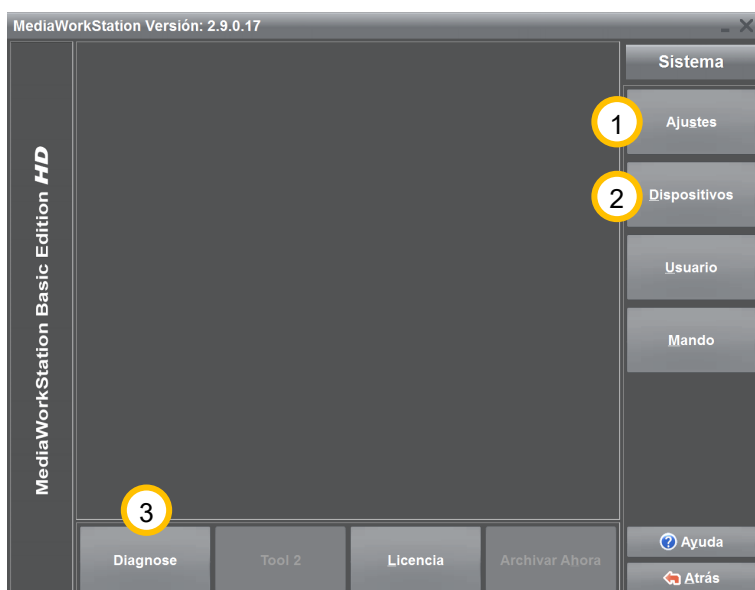 MediaWorkStation Versión: 2.9.0.17
MediaWorkStation Basic Edition HD
Sistema
1 Ajustes
2 Dispositivos
Usuario
Mando
3
Diagnose Tool 2 Licencia Archivar Ahora
Ayuda
Atrás